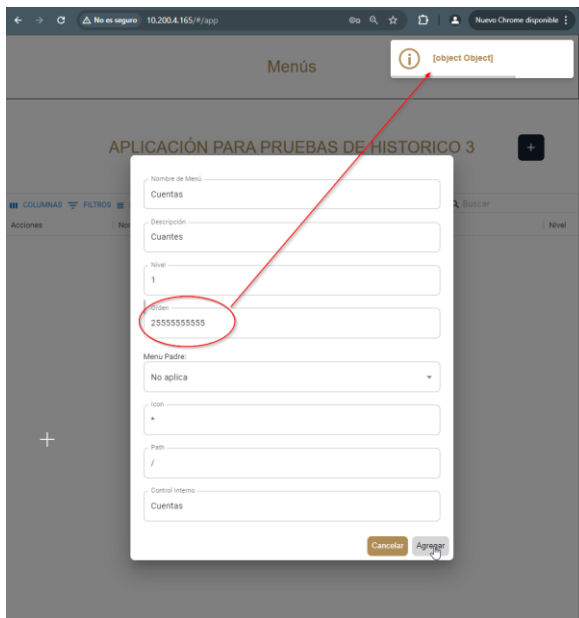 No es seguro 10.200.4.165/#/app Nuevo Chrome disponible
[object Object]
Menús
APLICACIÓN PARA PRUEBAS DE HISTORICO 3 +
COLUMNAS FILTROS Buscar
Acciones Nom Nivel
Nombre de Menú
Cuentas
Descripción
Cuantes
Nivel
1
Orden
25555555555
Menu Padre:
No aplica
Icon
*
Path
/
Control Interno
Cuentas
Cancelar Agregar